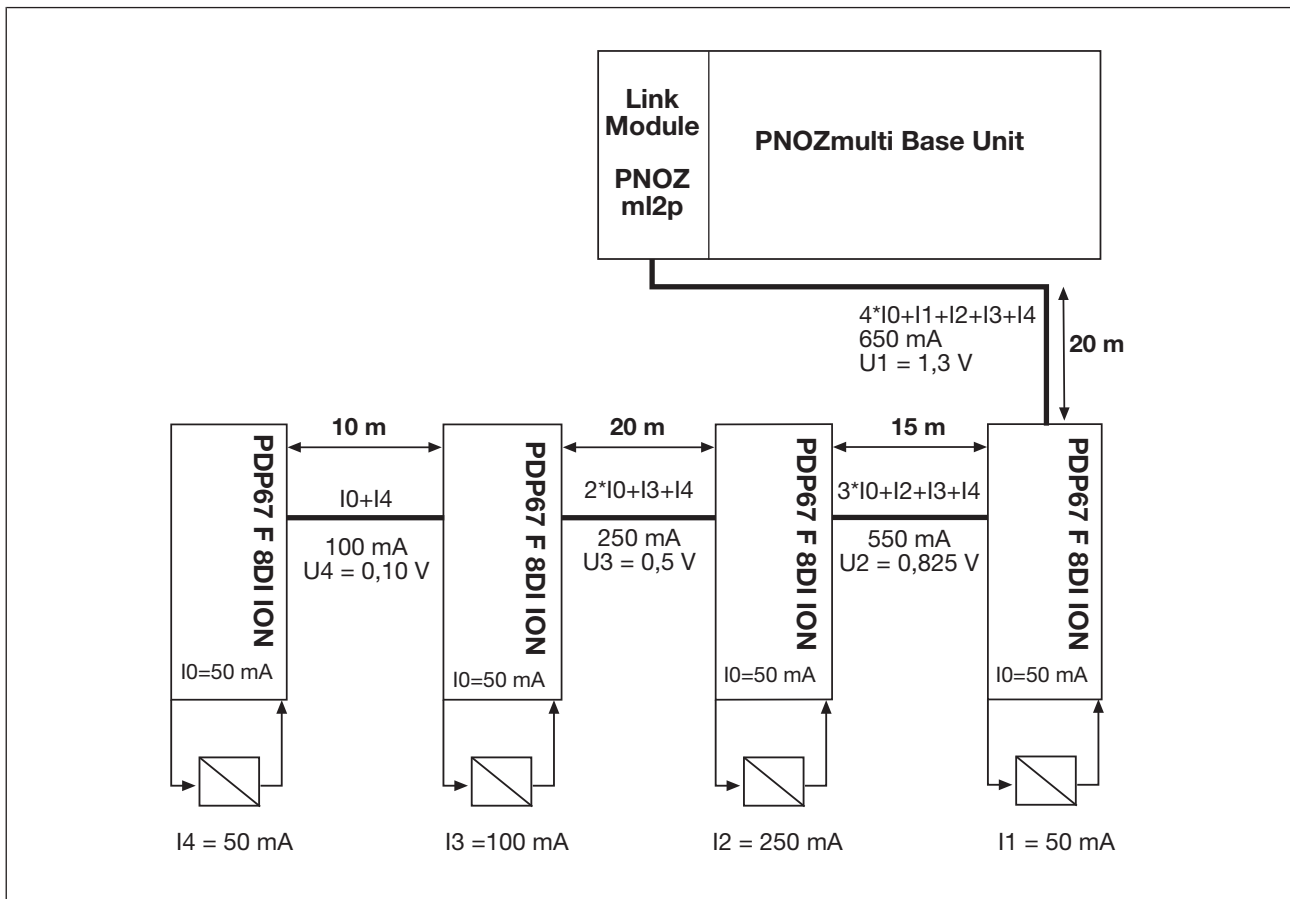 Link
Module
PNOZ
ml2p
PNOZmulti Base Unit
4*I0+I1+I2+I3+I4
650 mA
U1 = 1,3 V
20 m
10 m
20 m
15 m
PDP67 F 8DI ION
PDP67 F 8DI ION
PDP67 F 8DI ION
PDP67 F 8DI ION
I0+I4
100 mA
U4 = 0,10 V
2*I0+I3+I4
250 mA
U3 = 0,5 V
3*I0+I2+I3+I4
550 mA
U2 = 0,825 V
I0=50 mA
I0=50 mA
I0=50 mA
I0=50 mA
I4 = 50 mA
I3 =100 mA
I2 = 250 mA
I1 = 50 mA